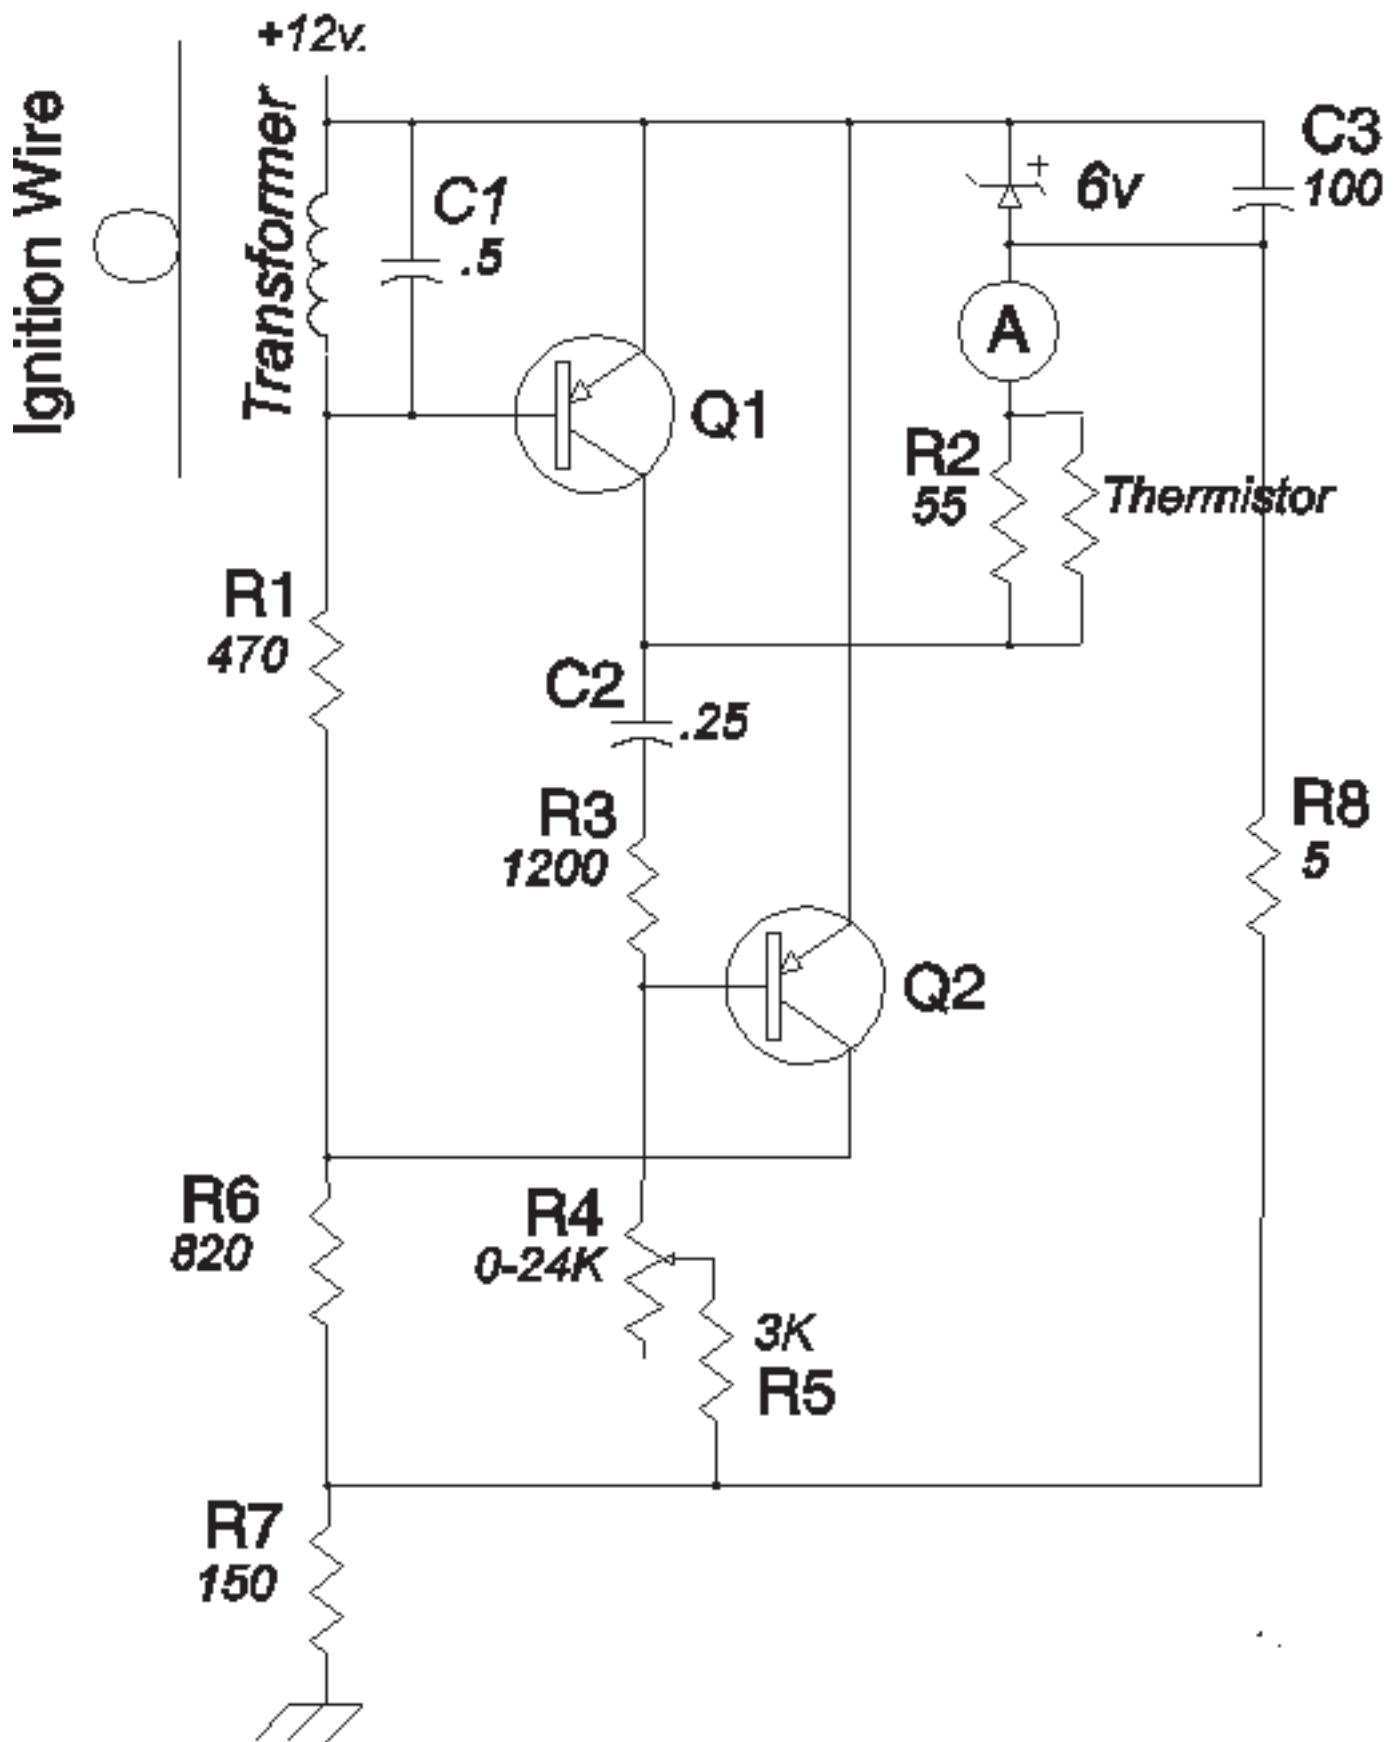 +12v.
Ignition Wire
Transformer
C1
.5
6v
C3
100
A
Q1
R2
55
Thermistor
R1
470
C2
.25
R3
1200
R8
5
Q2
R6
820
R4
0-24K
3K
R5
R7
150
+